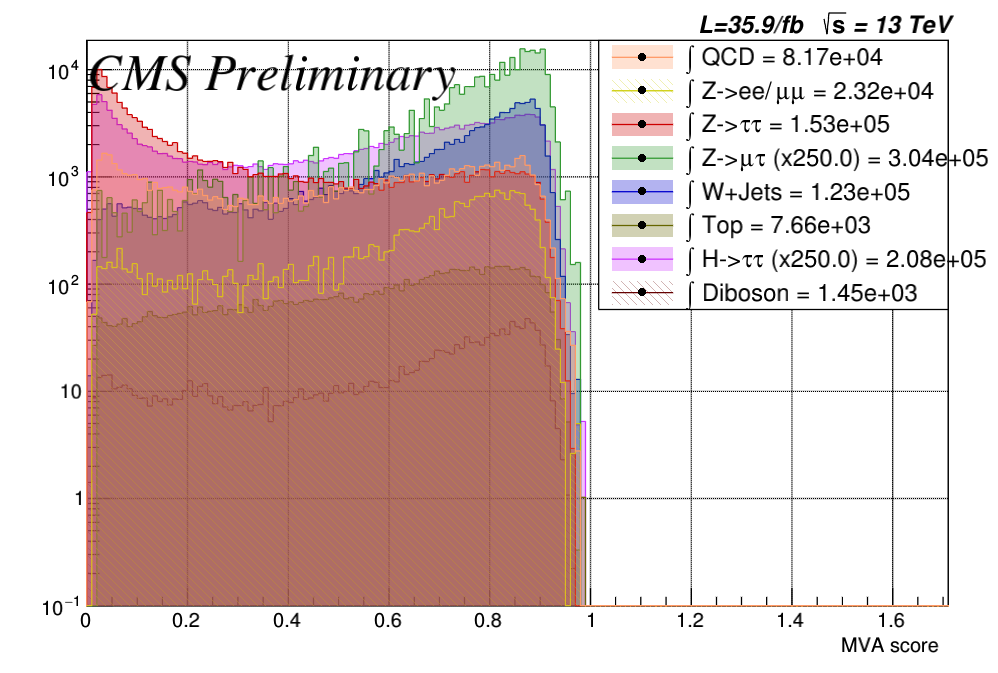 L=35.9/fb √s = 13 TeV
CMS Preliminary
∫ QCD = 8.17e+04
∫ Z->ee/μμ = 2.32e+04
∫ Z->ττ = 1.53e+05
∫ Z->μτ (x250.0) = 3.04e+05
∫ W+Jets = 1.23e+05
∫ Top = 7.66e+03
∫ H->ττ (x250.0) = 2.08e+05
∫ Diboson = 1.45e+03
10⁴
10³
10²
10
1
10⁻¹
0 0.2 0.4 0.6 0.8 1 1.2 1.4 1.6
MVA score